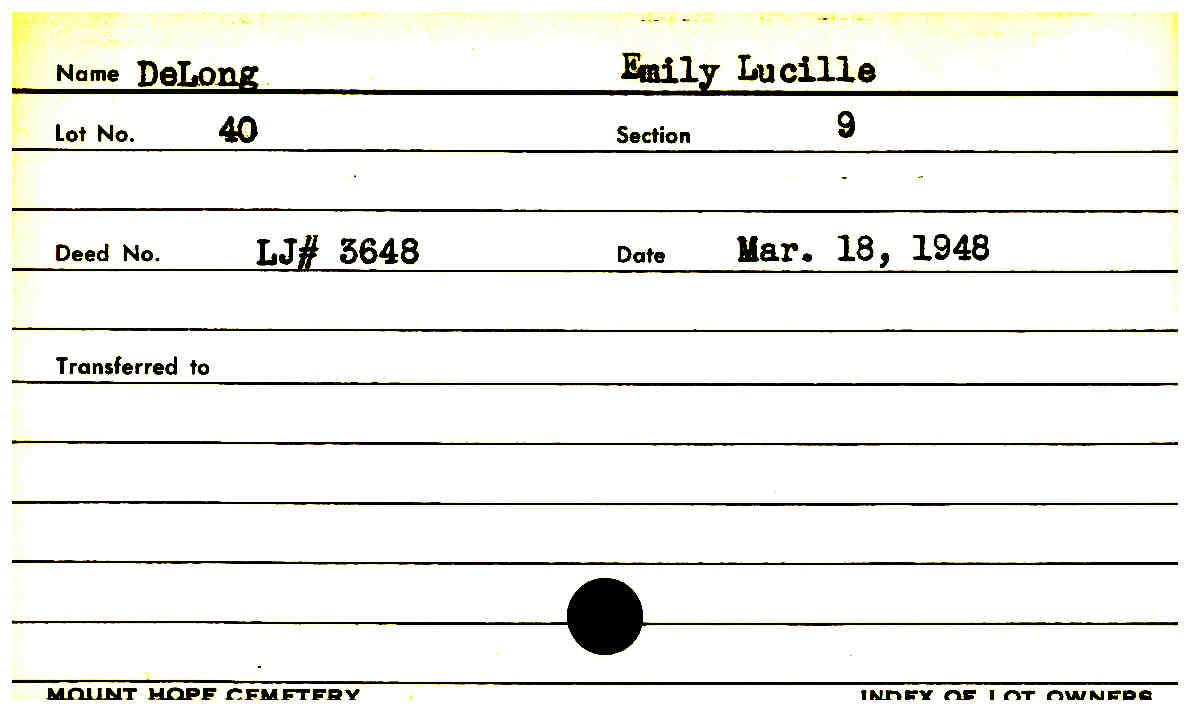 Name DeLong Emily Lucille
Lot No. 40 Section 9
Deed No. LJ# 3648 Date Mar. 18, 1948
Transferred to
MOUNT HOPE CEMETERY INDEX OF LOT OWNERS